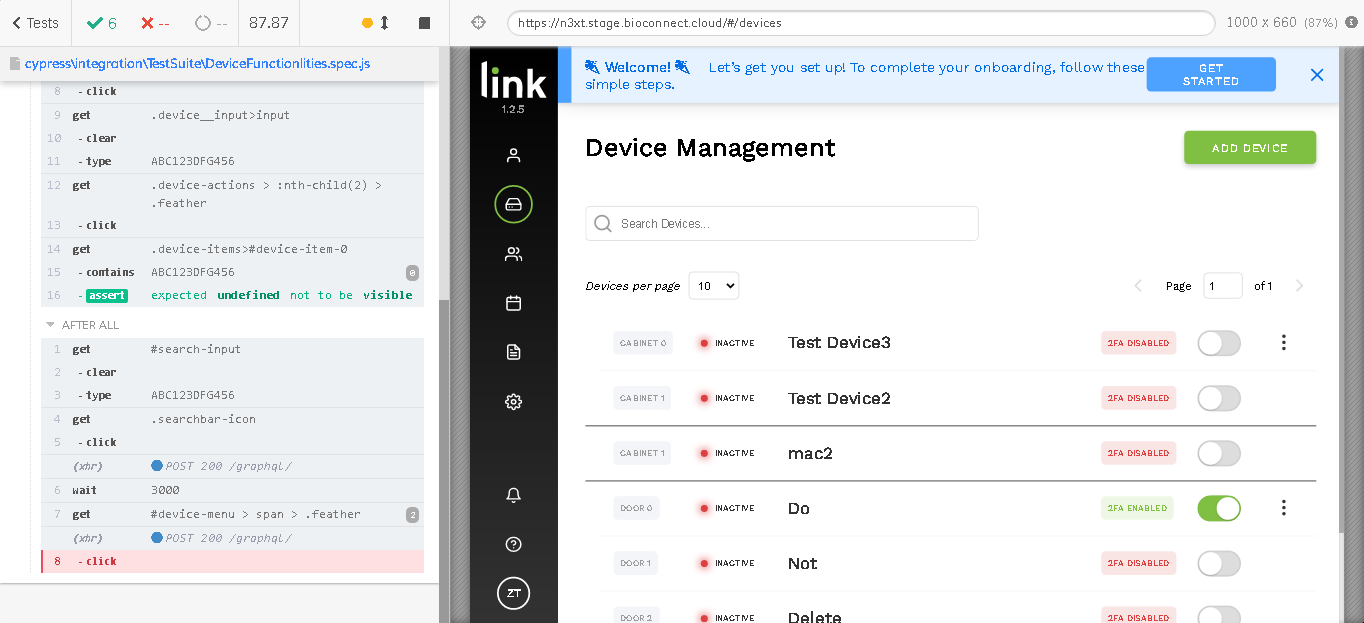 Tests
6
--
--
87.87
https://n3xt.stage.bioconnect.cloud/#/devices
1000 x 660 (87%)
cypress\integration\TestSuite\DeviceFunctionlities.spec.js
8 - click
9 get .device__input>input
10 - clear
11 - type ABC123DFG456
12 get .device-actions > :nth-child(2) >
.feather
13 - click
14 get .device-items>#device-item-0
15 - contains ABC123DFG456 0
16 - assert expected undefined not to be visible
AFTER ALL
1 get #search-input
2 - clear
3 - type ABC123DFG456
4 get .searchbar-icon
5 - click
(xhr) POST 200 /graphql/
6 wait 3000
7 get #device-menu > span > .feather 2
(xhr) POST 200 /graphql/
8 - click
link
1.2.5
ZT
Welcome! Let's get you set up! To complete your onboarding, follow these
simple steps.
GET
STARTED
Device Management
ADD DEVICE
Search Devices...
Devices per page 10
Page 1 of 1
CABINET 0 INACTIVE Test Device3 2FA DISABLED
CABINET 1 INACTIVE Test Device2 2FA DISABLED
CABINET 1 INACTIVE mac2 2FA DISABLED
DOOR 0 INACTIVE Do 2FA ENABLED
DOOR 1 INACTIVE Not 2FA DISABLED
DOOR 2 INACTIVE Delete 2FA DISABLED